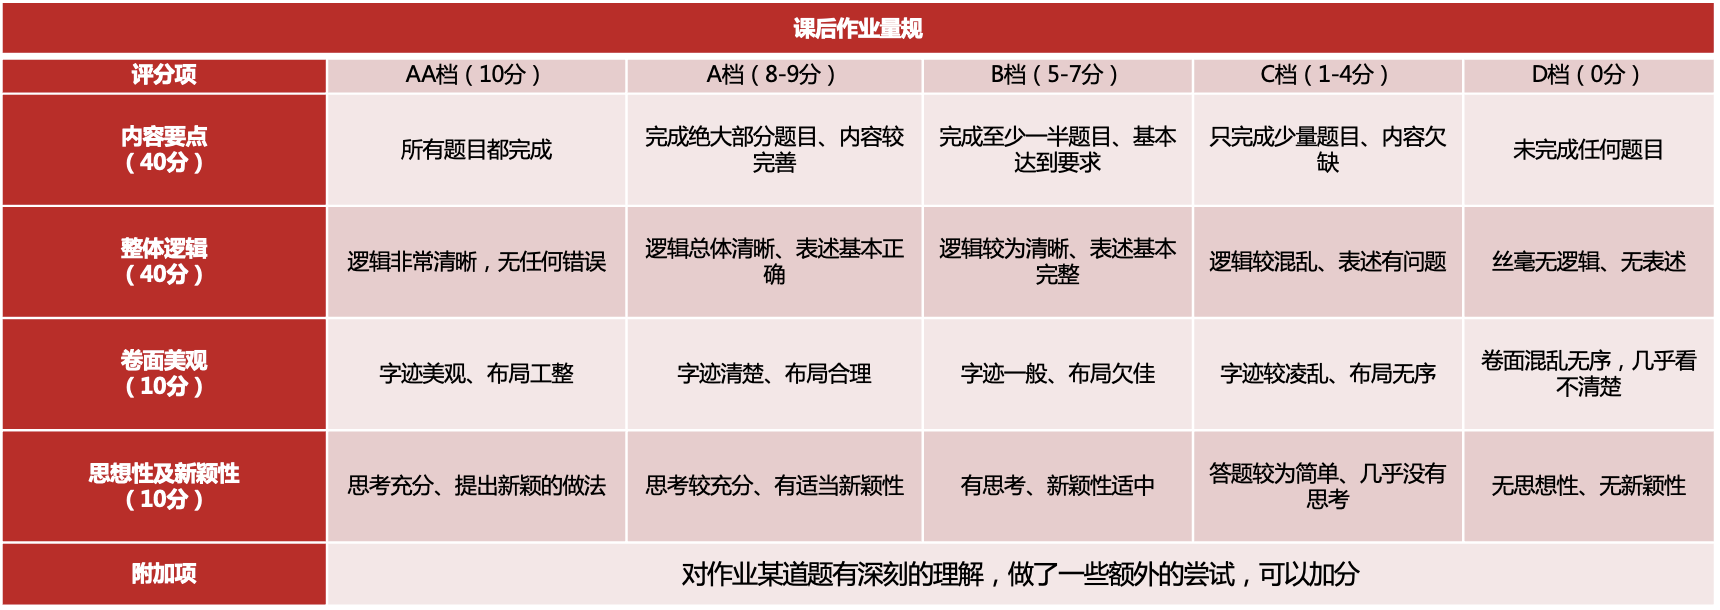 课后作业量规
评分项
AA档（10分）
A档（8-9分）
B档（5-7分）
C档（1-4分）
D档（0分）
内容要点
（40分）
所有题目都完成
完成绝大部分题目、内容较
完善
完成至少一半题目、基本
达到要求
只完成少量题目、内容欠
缺
未完成任何题目
整体逻辑
（40分）
逻辑非常清晰，无任何错误
逻辑总体清晰、表述基本正
确
逻辑较为清晰、表述基本
完整
逻辑较混乱、表述有问题
丝毫无逻辑、无表述
卷面美观
（10分）
字迹美观、布局工整
字迹清楚、布局合理
字迹一般、布局欠佳
字迹较凌乱、布局无序
卷面混乱无序，几乎看
不清楚
思想性及新颖性
（10分）
思考充分、提出新颖的做法
思考较充分、有适当新颖性
有思考、新颖性适中
答题较为简单、几乎没有
思考
无思想性、无新颖性
附加项
对作业某道题有深刻的理解，做了一些额外的尝试，可以加分